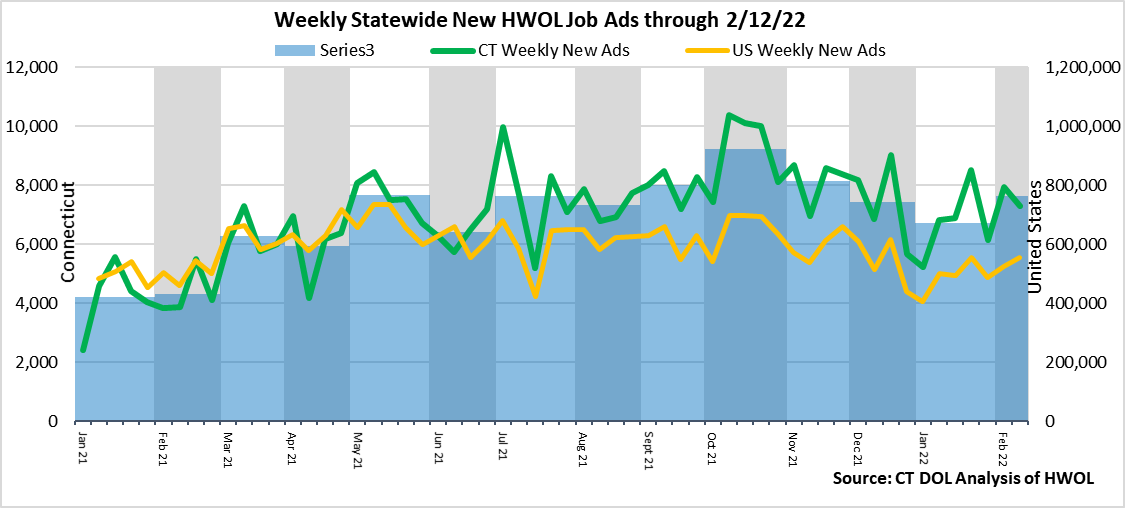 Weekly Statewide New HWOL Job Ads through 2/12/22
Series3 CT Weekly New Ads US Weekly New Ads
12,000
10,000
8,000
6,000
4,000
2,000
0
Connecticut
1,200,000
1,000,000
800,000
600,000
400,000
200,000
0
United States
Jan 21
Feb 21
Mar 21
Apr 21
May 21
Jun 21
Jul 21
Aug 21
Sept 21
Oct 21
Nov 21
Dec 21
Jan 22
Feb 22
Source: CT DOL Analysis of HWOL